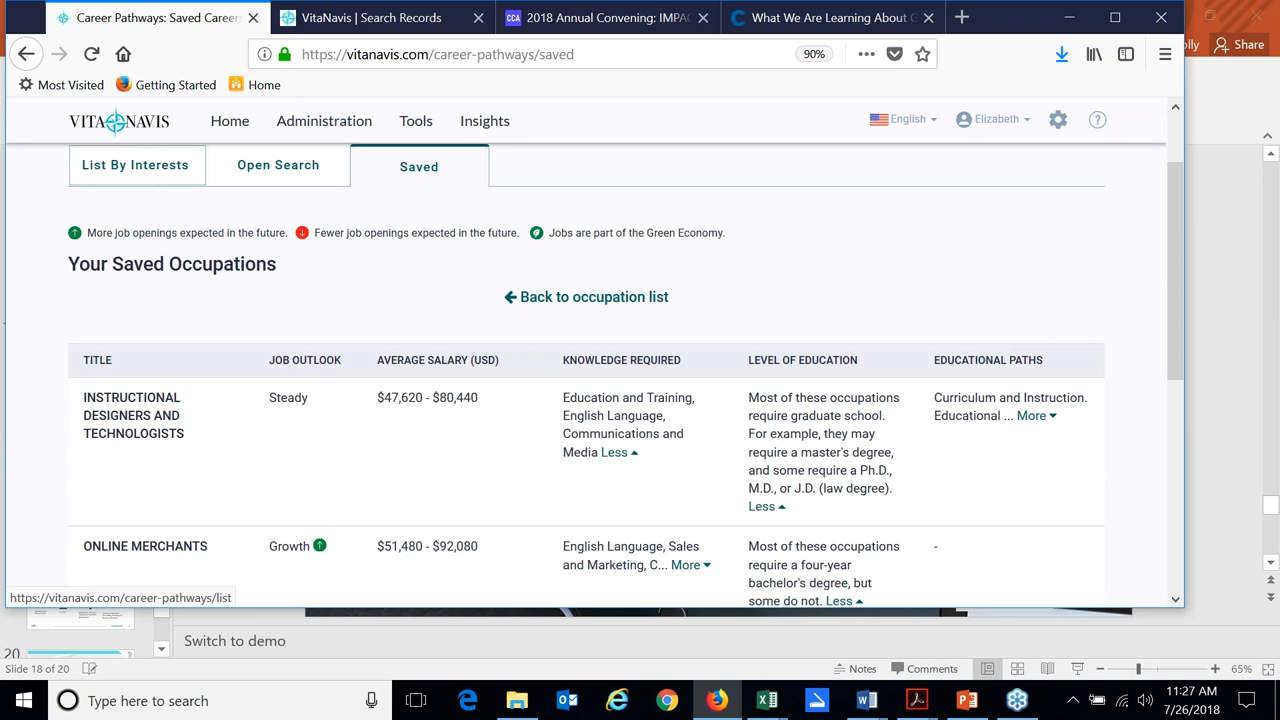 Career Pathways: Saved Career
VitaNavis | Search Records
CCA 2018 Annual Convening: IMPA
What We Are Learning About G
olly Share
https://vitanavis.com/career-pathways/saved
90%
Most Visited Getting Started Home
VITA NAVIS Home Administration Tools Insights English Elizabeth
List By Interests Open Search Saved
More job openings expected in the future. Fewer job openings expected in the future. Jobs are part of the Green Economy.
Your Saved Occupations
Back to occupation list
TITLE JOB OUTLOOK AVERAGE SALARY (USD) KNOWLEDGE REQUIRED LEVEL OF EDUCATION EDUCATIONAL PATHS
INSTRUCTIONAL
DESIGNERS AND
TECHNOLOGISTS
Steady
$47,620 - $80,440
Education and Training,
English Language,
Communications and
Media Less
Most of these occupations
require graduate school.
For example, they may
require a master's degree,
and some require a Ph.D.,
M.D., or J.D. (law degree).
Less
Curriculum and Instruction.
Educational ... More
ONLINE MERCHANTS
Growth
$51,480 - $92,080
English Language, Sales
and Marketing, C... More
Most of these occupations
require a four-year
bachelor's degree, but
some do not. Less
-
https://vitanavis.com/career-pathways/list
Switch to demo
20
9
Slide 18 of 20 Notes Comments 65%
Type here to search
11:27 AM
7/26/2018